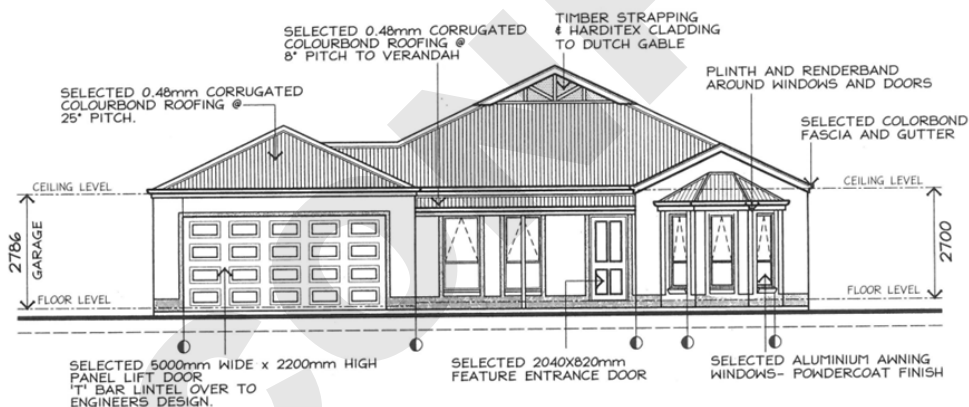 TIMBER STRAPPING
& HARDITEX CLADDING
TO DUTCH GABLE
SELECTED 0.48mm CORRUGATED
COLOURBOND ROOFING @
8° PITCH TO VERANDAH
PLINTH AND RENDERBAND
AROUND WINDOWS AND DOORS
SELECTED 0.48mm CORRUGATED
COLOURBOND ROOFING @
25° PITCH.
SELECTED COLORBOND
FASCIA AND GUTTER
CEILING LEVEL
CEILING LEVEL
2786
GARAGE
2700
FLOOR LEVEL
FLOOR LEVEL
SELECTED 5000mm WIDE x 2200mm HIGH
PANEL LIFT DOOR
'T' BAR LINTEL OVER TO
ENGINEERS DESIGN.
SELECTED 2040X820mm
FEATURE ENTRANCE DOOR
SELECTED ALUMINIUM AWNING
WINDOWS- POWDERCOAT FINISH